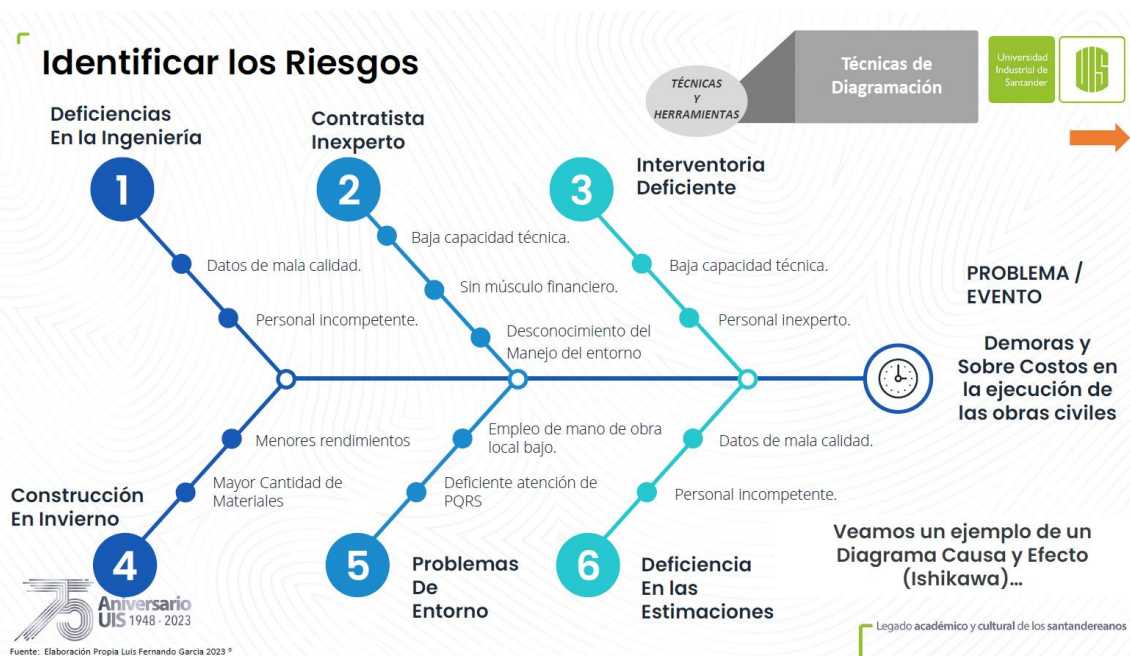 Identificar los Riesgos
TÉCNICAS
Y
HERRAMIENTAS
Técnicas de
Diagramación
Universidad
Industrial de
Santander
UIS
Deficiencias
En la Ingeniería
1
Datos de mala calidad.
Personal incompetente.
Contratista
Inexperto
2
Baja capacidad técnica.
Sin músculo financiero.
Desconocimiento del
Manejo del entorno
3
Interventoria
Deficiente
Baja capacidad técnica.
Personal inexperto.
PROBLEMA /
EVENTO
Demoras y
Sobre Costos en
la ejecución de
las obras civiles
Menores rendimientos
Mayor Cantidad de
Materiales
Construcción
En Invierno
4
Empleo de mano de obra
local bajo.
Deficiente atención de
PQRS
5
Problemas
De
Entorno
Datos de mala calidad.
Personal incompetente.
6
Deficiencia
En las
Estimaciones
Veamos un ejemplo de un
Diagrama Causa y Efecto
(Ishikawa)...
75
Aniversario
UIS 1948 - 2023
Legado académico y cultural de los santandereanos
Fuente: Elaboración Propia Luis Fernando Garcia 2023